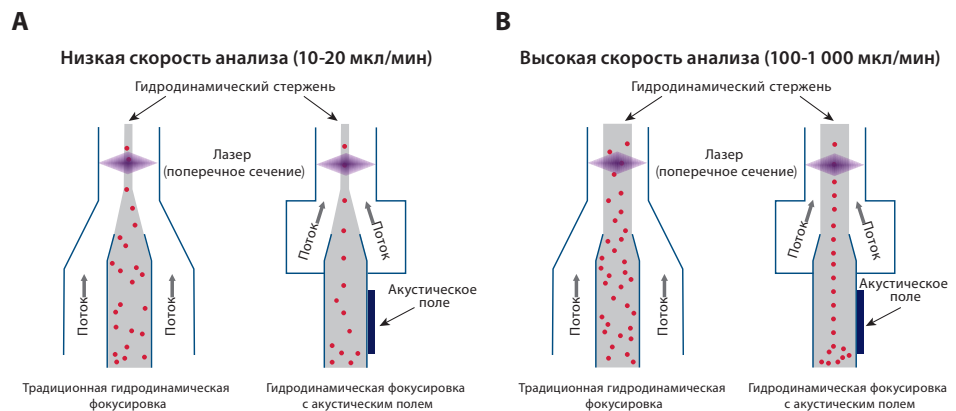 A
Низкая скорость анализа (10-20 мкл/мин)
Гидродинамический стержень
Лазер
(поперечное сечение)
Поток
Поток
Поток
Поток
Акустическое
поле
Традиционная гидродинамическая
фокусировка
Гидродинамическая фокусировка
с акустическим полем
B
Высокая скорость анализа (100-1 000 мкл/мин)
Гидродинамический стержень
Лазер
(поперечное сечение)
Поток
Поток
Поток
Поток
Акустическое
поле
Традиционная гидродинамическая
фокусировка
Гидродинамическая фокусировка
с акустическим полем